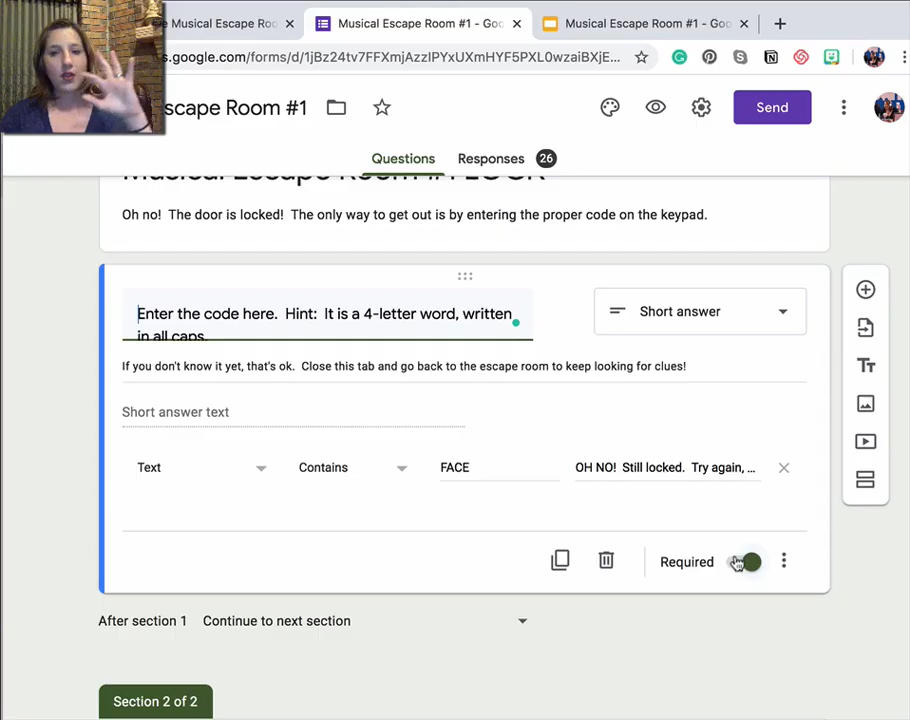 Musical Escape Roo
Musical Escape Room #1 - Goo
Musical Escape Room #1 - Goo
s.google.com/forms/d/1jBz24tv7FFXmjAzzIPYxUXmHYF5PXL0wzaiBXjE...
scape Room #1
Send
Questions
Responses
26
Musical Escape Room #1 LOCK
Oh no! The door is locked! The only way to get out is by entering the proper code on the keypad.
Enter the code here. Hint: It is a 4-letter word, written
in all caps.
Short answer
If you don't know it yet, that's ok. Close this tab and go back to the escape room to keep looking for clues!
Short answer text
Text
Contains
FACE
OH NO! Still locked. Try again, ...
Required
After section 1
Continue to next section
Section 2 of 2